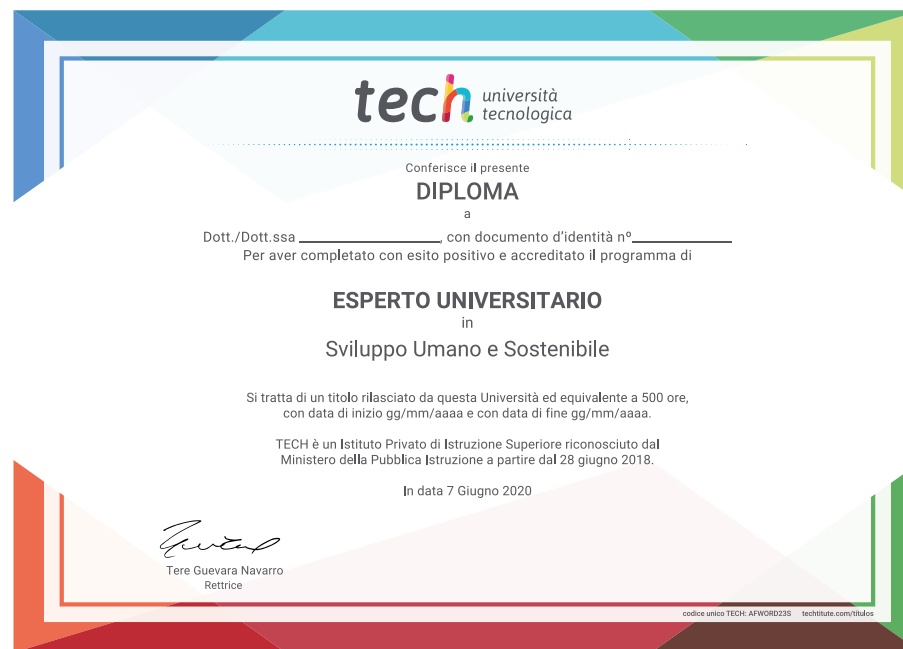 tech università
tecnologica
Conferisce il presente
DIPLOMA
a
Dott./Dott.ssa ________________, con documento d'identità nº____________
Per aver completato con esito positivo e accreditato il programma di
ESPERTO UNIVERSITARIO
in
Sviluppo Umano e Sostenibile
Si tratta di un titolo rilasciato da questa Università ed equivalente a 500 ore,
con data di inizio gg/mm/aaaa e con data di fine gg/mm/aaaa.
TECH è un Istituto Privato di Istruzione Superiore riconosciuto dal
Ministero della Pubblica Istruzione a partire dal 28 giugno 2018.
In data 7 Giugno 2020
Tere Guevara Navarro
Rettrice
codice unico TECH: AFWORD23S techtitute.com/titulos